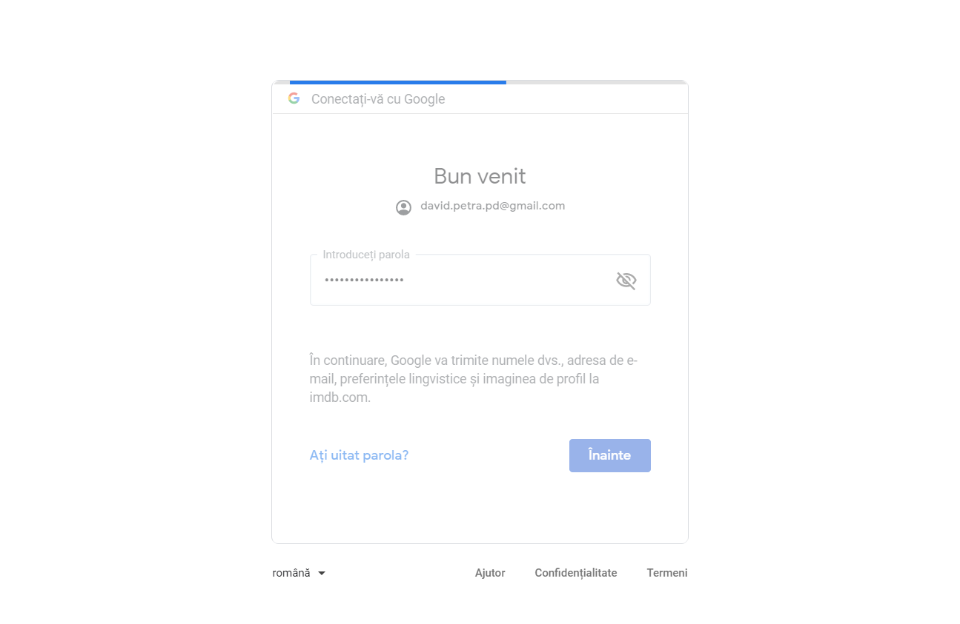 Conectați-vă cu Google
Bun venit
david.petra.pd@gmail.com
Introduceți parola
••••••••••••••••
În continuare, Google va trimite numele dvs., adresa de e-
mail, preferințele lingvistice și imaginea de profil la
imdb.com.
Ați uitat parola?
Înainte
română
Ajutor
Confidențialitate
Termeni